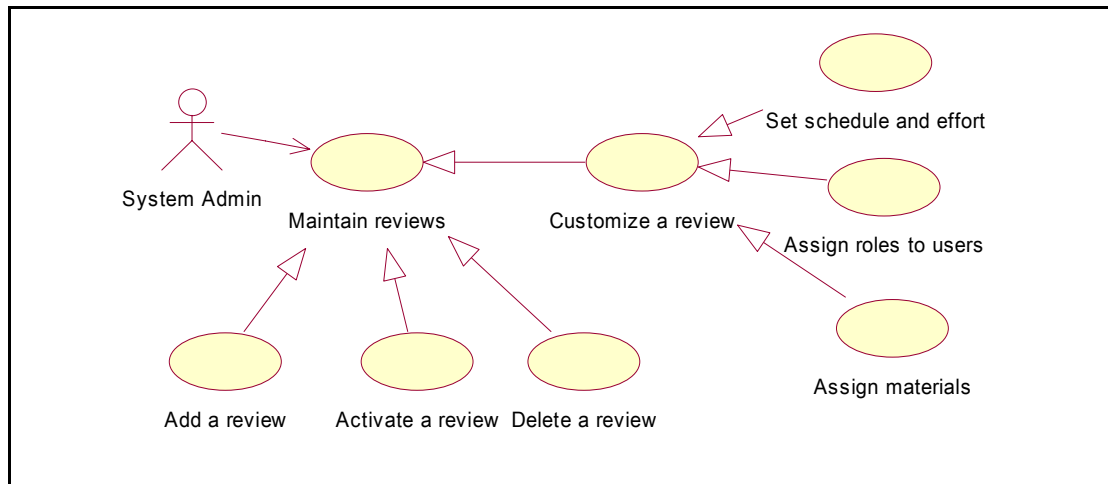 Set schedule and effort
System Admin
Maintain reviews
Customize a review
Assign roles to users
Assign materials
Add a review
Activate a review
Delete a review